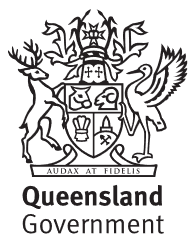 AUDAX AT FIDELIS
Queensland
Government